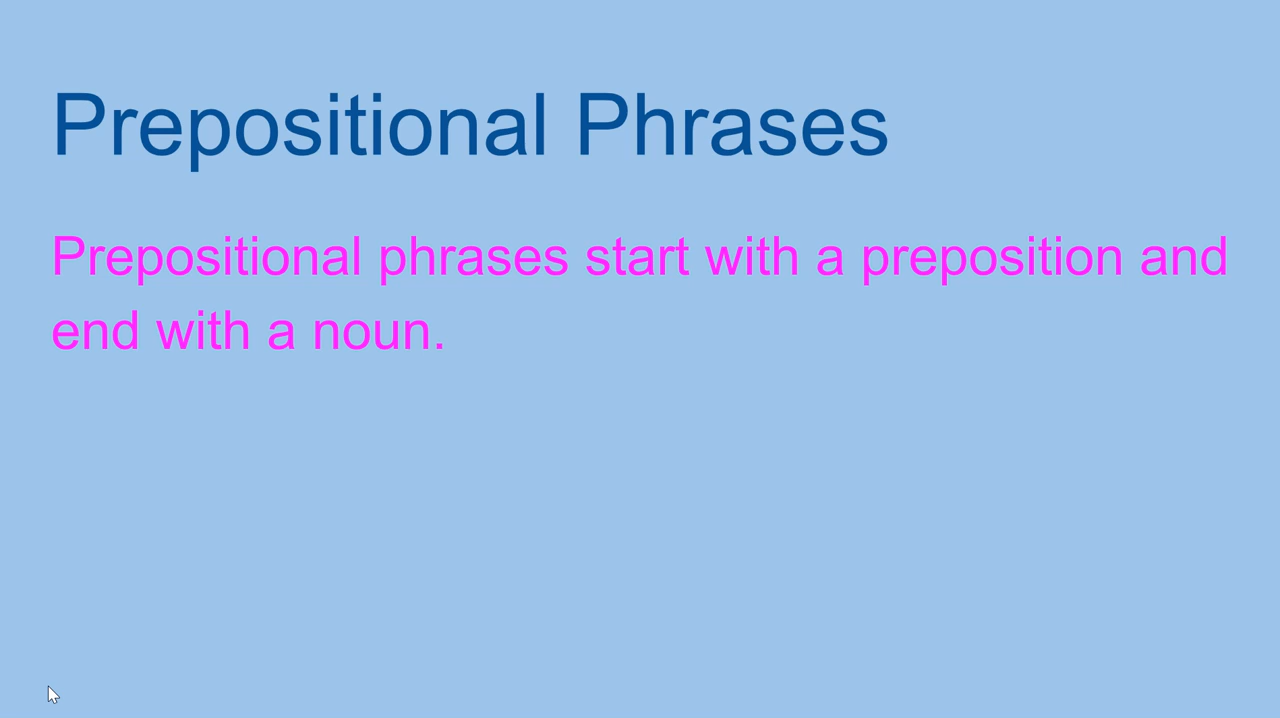 Prepositional Phrases
Prepositional phrases start with a preposition and
end with a noun.